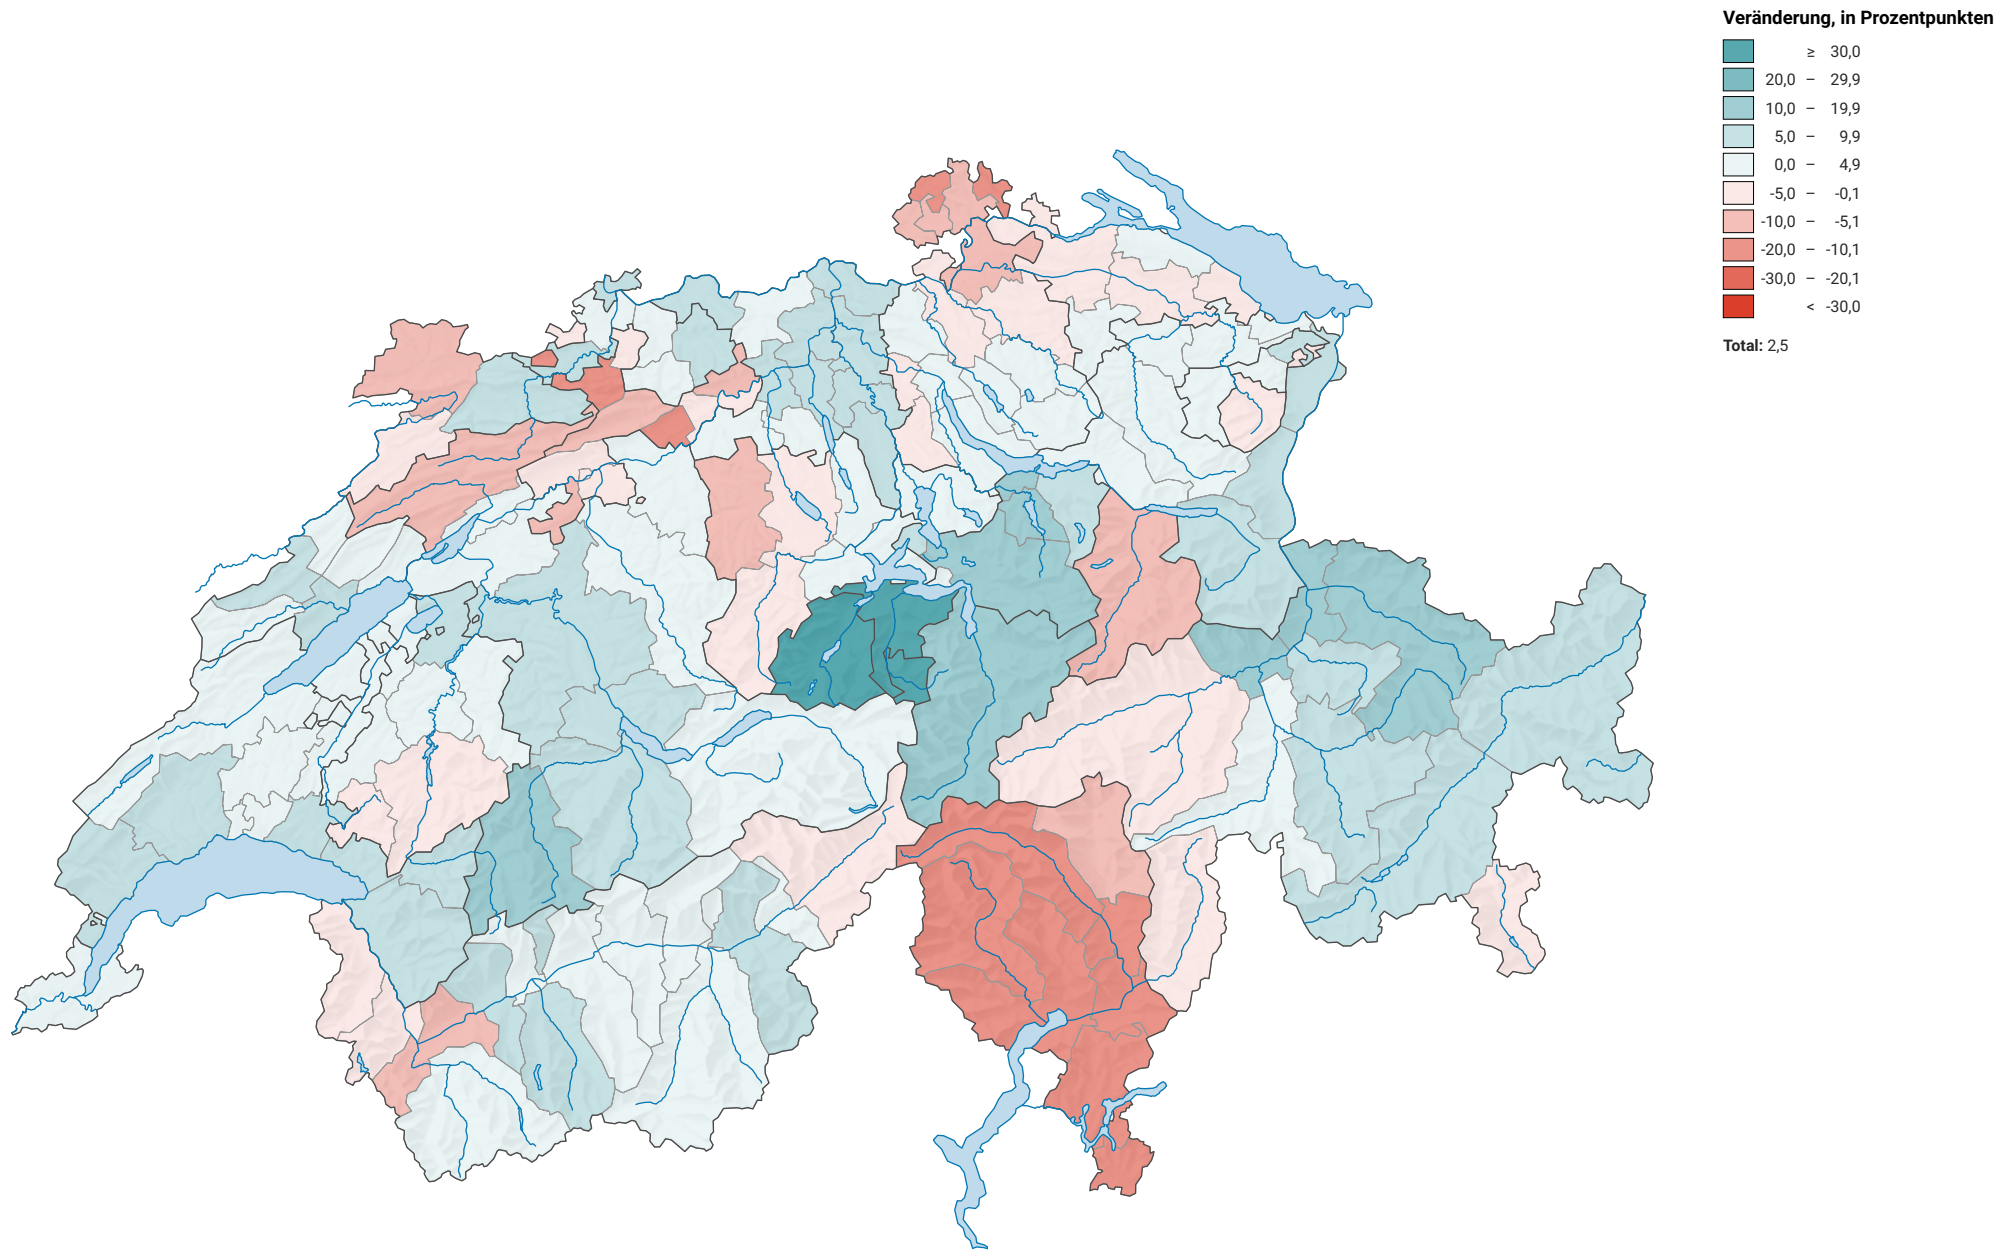 Veränderung, in Prozentpunkten
≥ 30,0
20,0 – 29,9
10,0 – 19,9
5,0 – 9,9
0,0 – 4,9
-5,0 – -0,1
-10,0 – -5,1
-20,0 – -10,1
-30,0 – -20,1
< -30,0
Total: 2,5